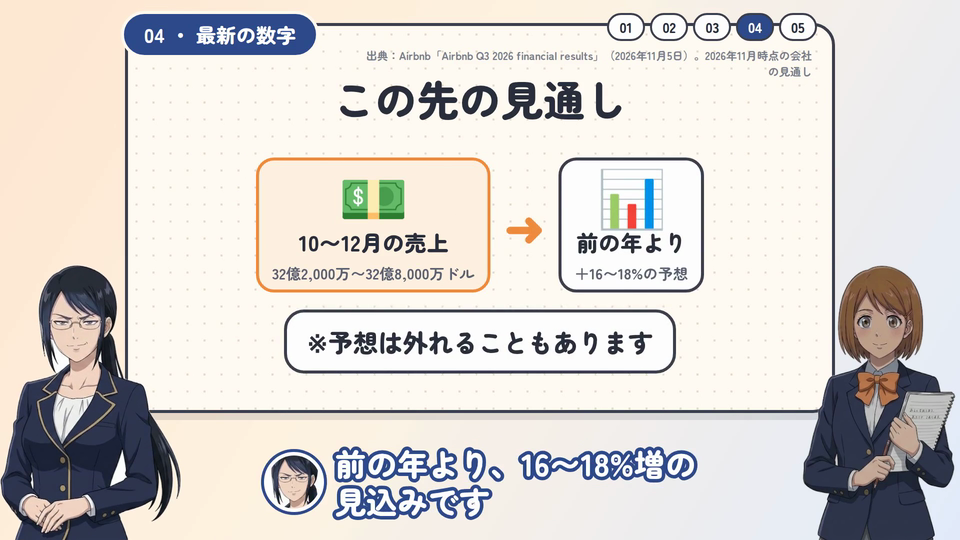 04 ・ 最新の数字
01 02 03 04 05
出典：Airbnb「Airbnb Q3 2026 financial results」（2026年11月5日）。2026年11月時点の会社
の見通し
この先の見通し
10〜12月の売上
32億2,000万〜32億8,000万ドル
前の年より
＋16〜18%の予想
※予想は外れることもあります
前の年より、16〜18%増の
見込みです